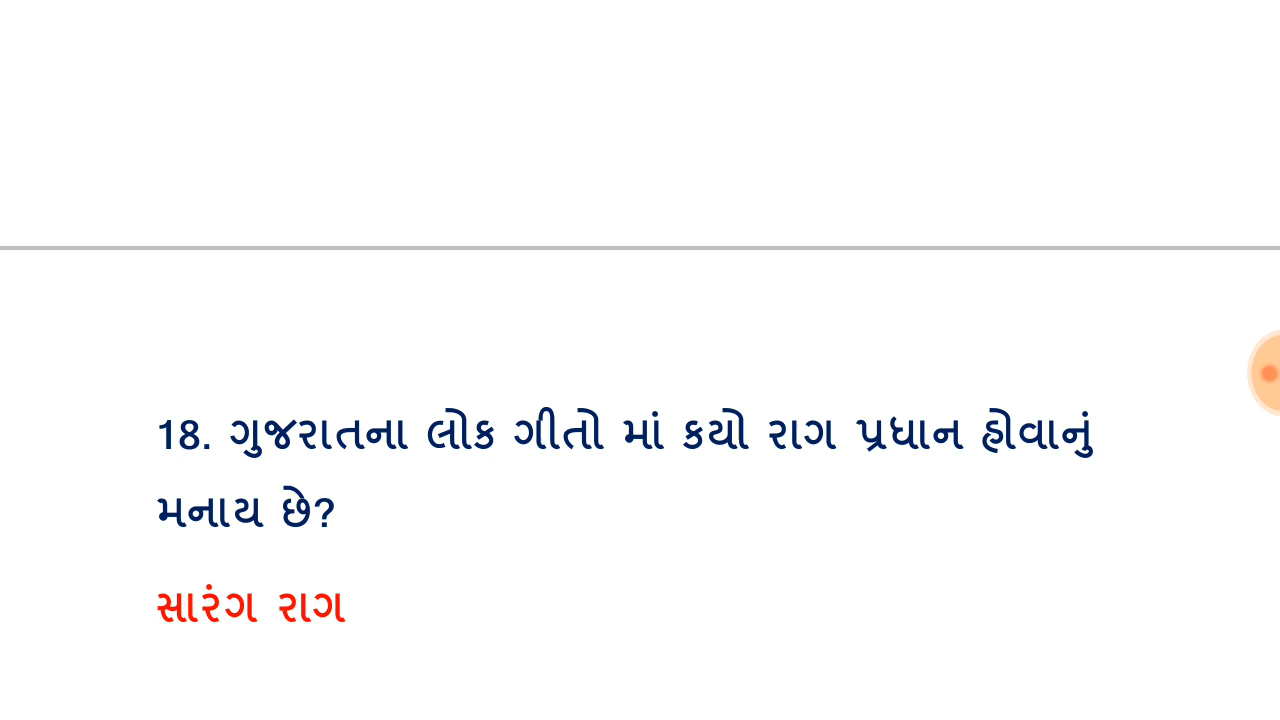 18. ગુજરાતના લોક ગીતો માં કયો રાગ પ્રધાન હોવાનું
મનાય છે?
સારંગ રાગ